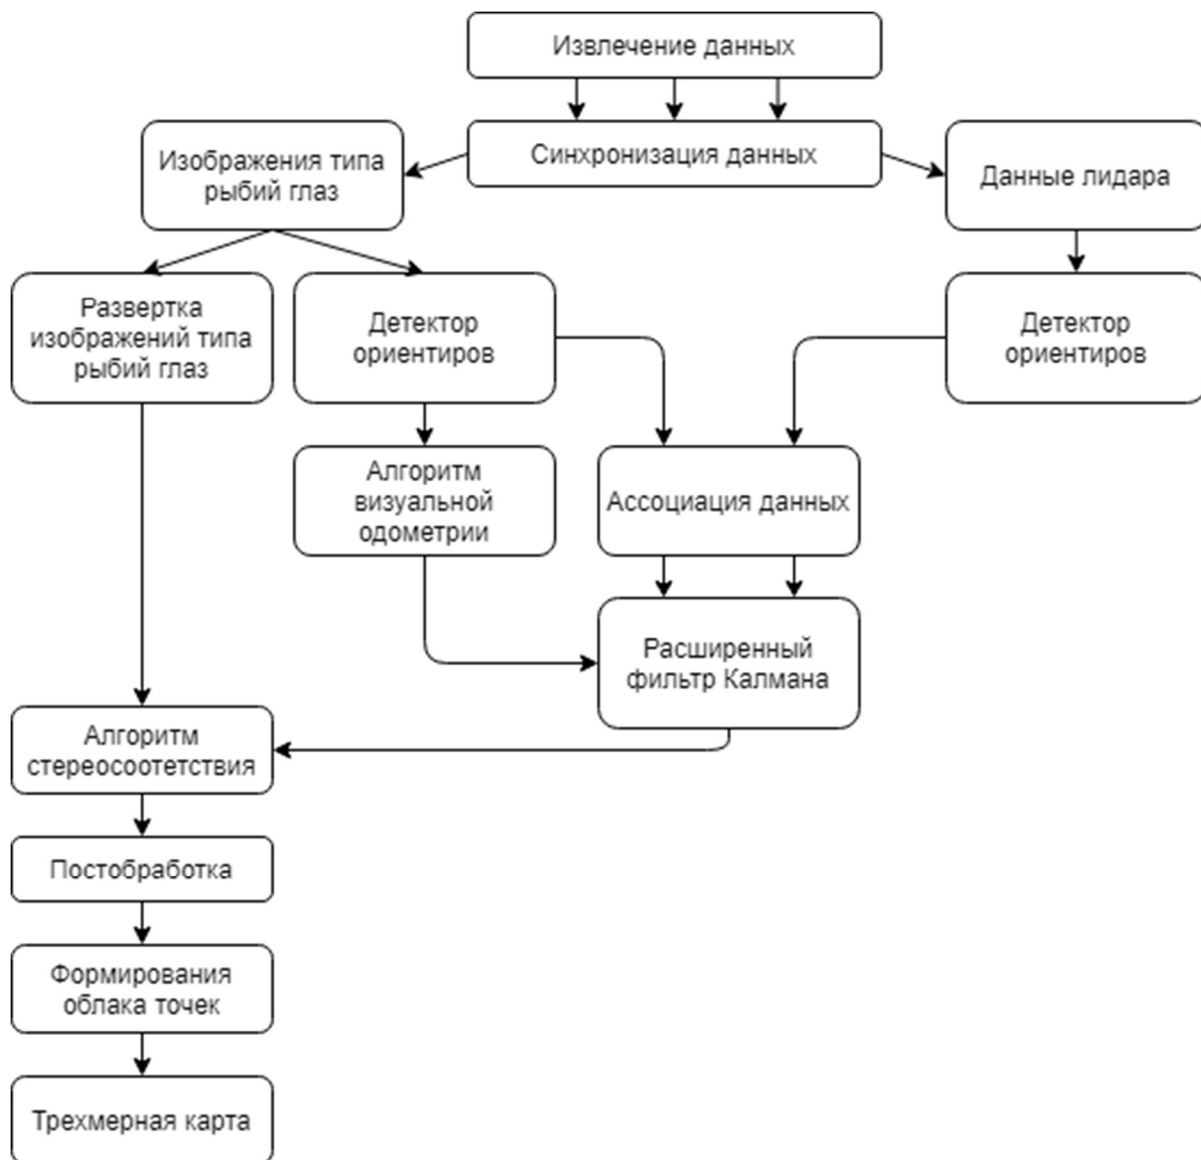 Извлечение данных
Синхронизация данных
Изображения типа
рыбий глаз
Данные лидара
Развертка
изображений типа
рыбий глаз
Детектор
ориентиров
Детектор
ориентиров
Алгоритм
визуальной
одометрии
Ассоциация данных
Расширенный
фильтр Калмана
Алгоритм
стереосоотетствия
Постобработка
Формирования
облака точек
Трехмерная карта